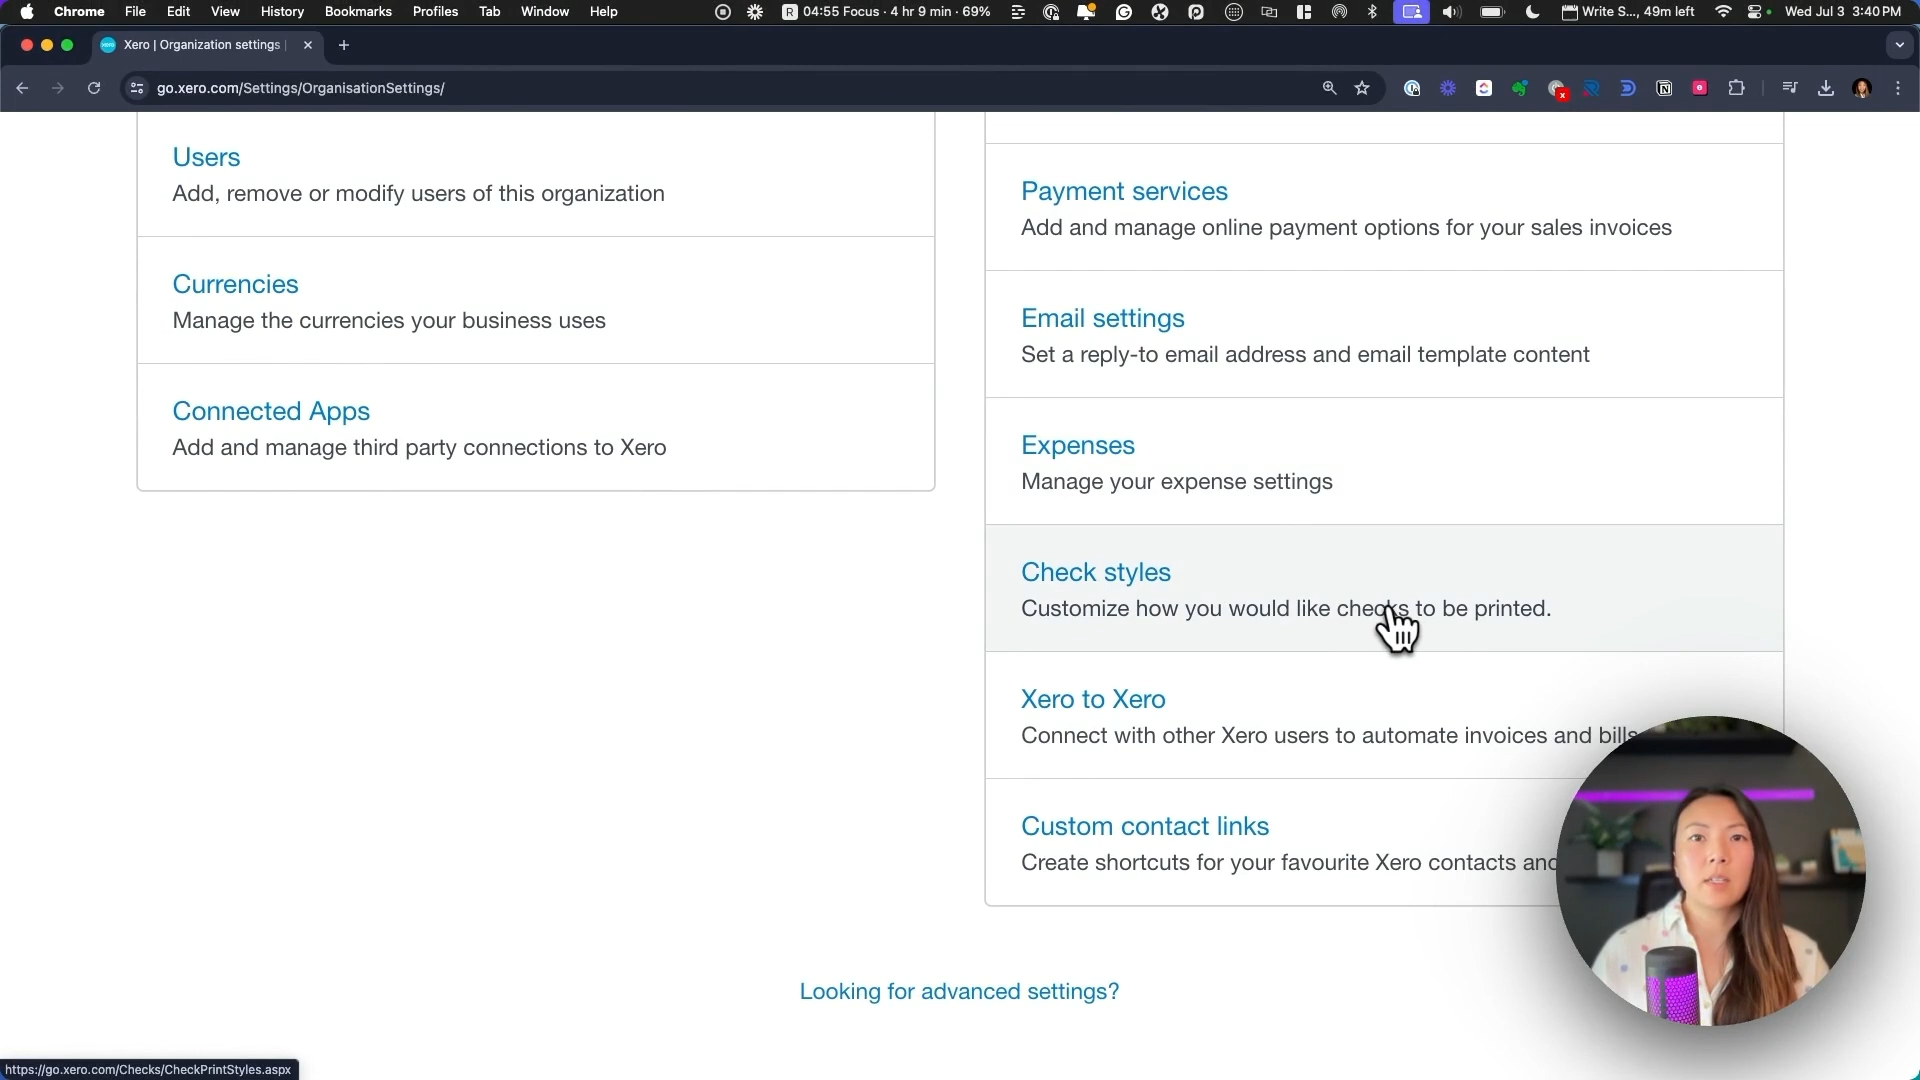 Chrome File Edit View History Bookmarks Profiles Tab Window Help
R 04:55 Focus · 4 hr 9 min · 69% Write S..., 49m left Wed Jul 3 3:40 PM
xero Xero | Organization settings |
go.xero.com/Settings/OrganisationSettings/
Users
Add, remove or modify users of this organization
Currencies
Manage the currencies your business uses
Connected Apps
Add and manage third party connections to Xero
Payment services
Add and manage online payment options for your sales invoices
Email settings
Set a reply-to email address and email template content
Expenses
Manage your expense settings
Check styles
Customize how you would like checks to be printed.
Xero to Xero
Connect with other Xero users to automate invoices and bills
Custom contact links
Create shortcuts for your favourite Xero contacts and
Looking for advanced settings?
https://go.xero.com/Checks/CheckPrintStyles.aspx